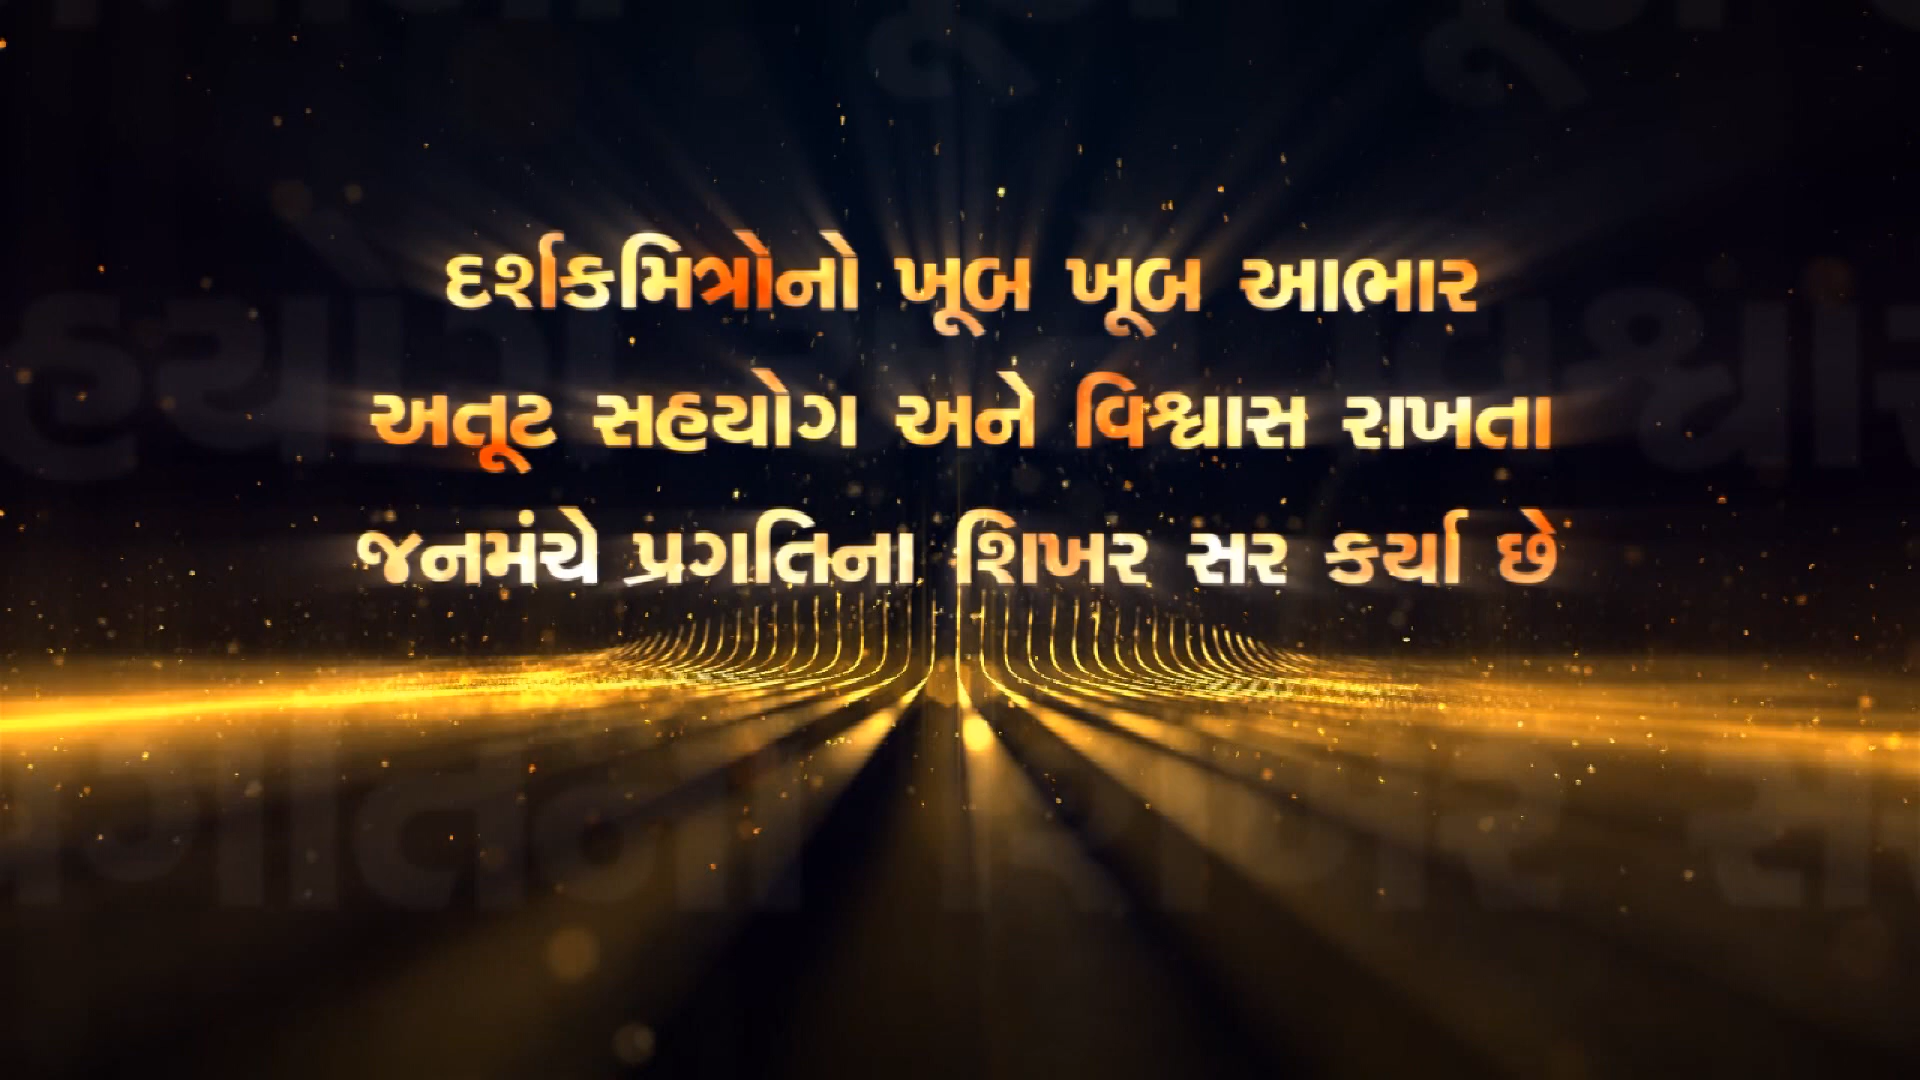 દર્શકમિત્રોનો ખૂબ ખૂબ આભાર
અતૂટ સહયોગ અને વિશ્વાસ રાખતા
જનમંચે પ્રગતિના શિખર સર કર્યા છે